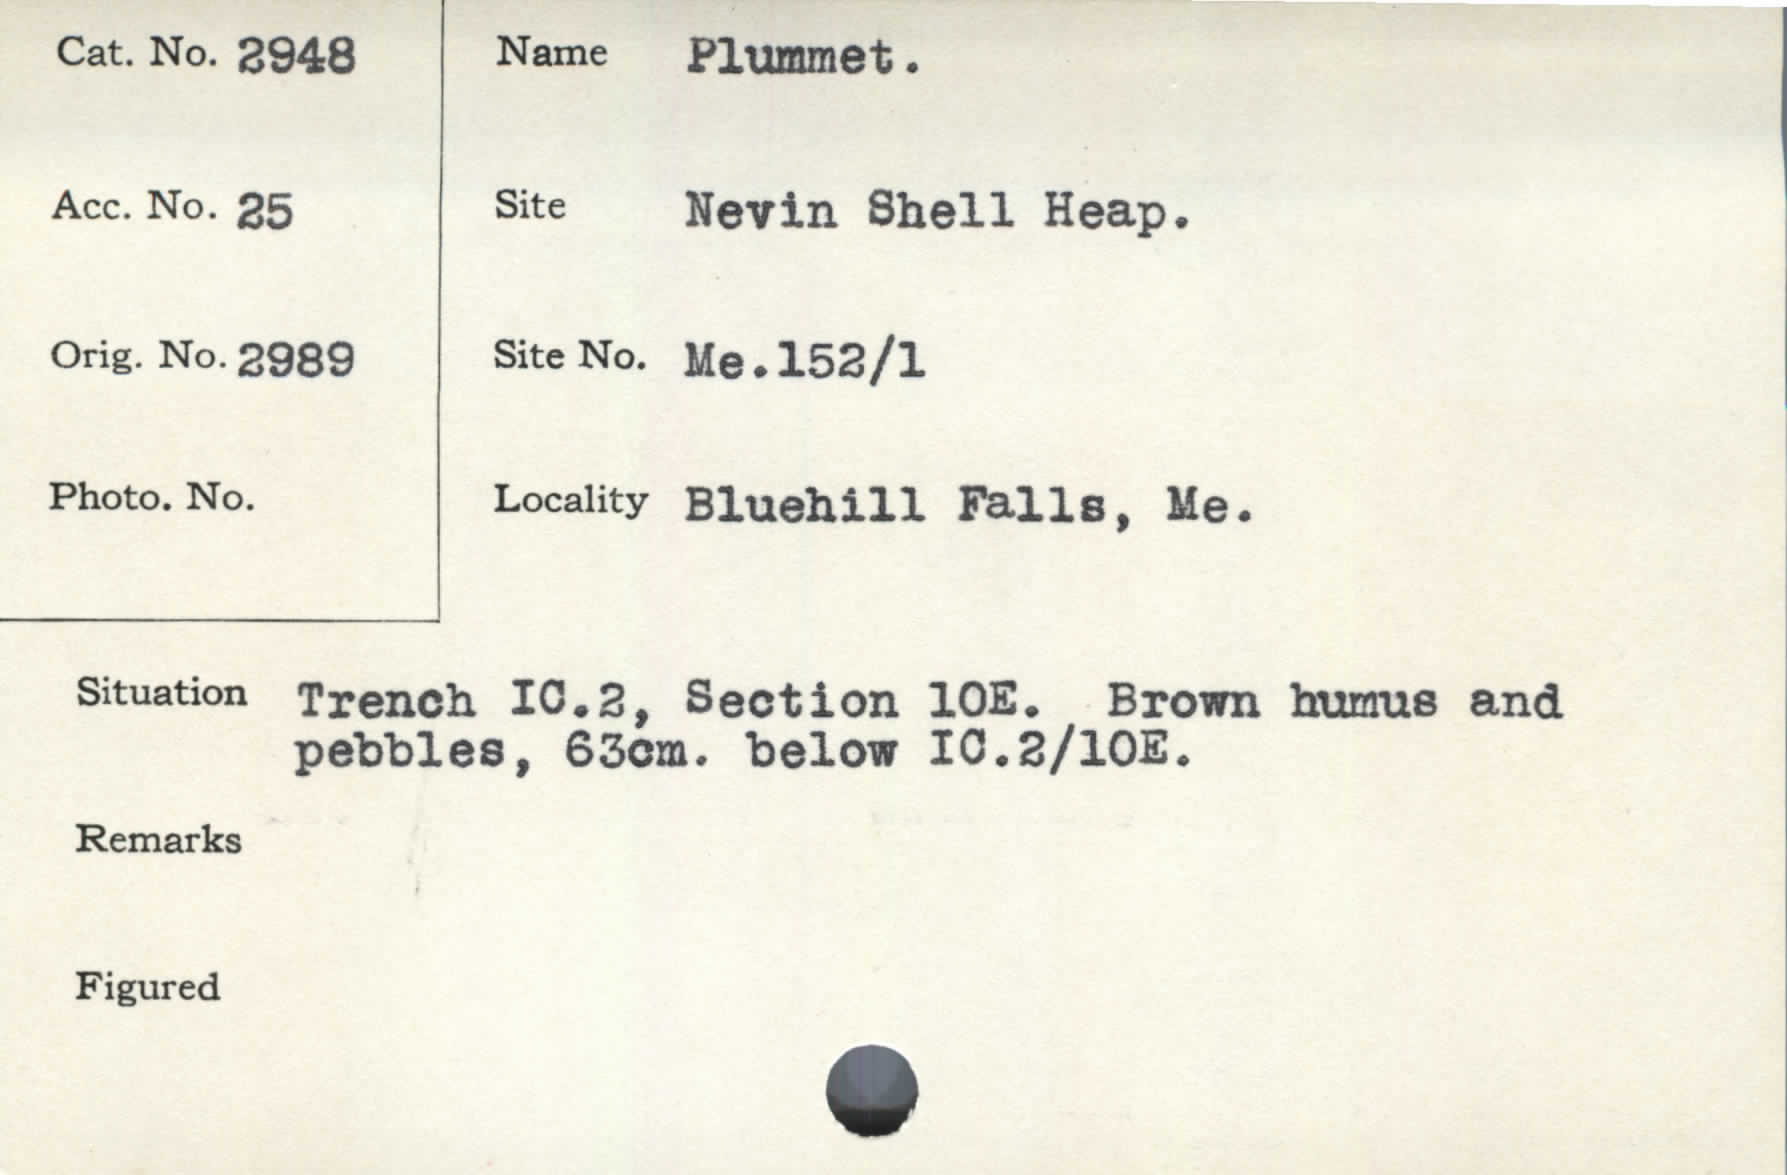 Cat. No. 2948
Name Plummet.
Acc. No. 25
Site Nevin Shell Heap.
Orig. No. 2989
Site No. Me.152/1
Photo. No.
Locality Bluehill Falls, Me.
Situation Trench IC.2, Section 10E. Brown humus and
pebbles, 63cm. below IC.2/10E.
Remarks
Figured